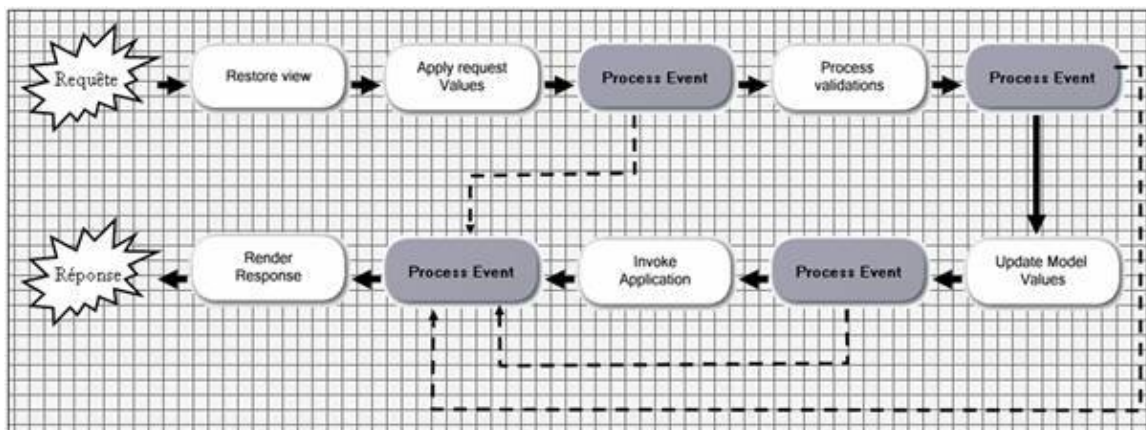 Requête
Restore view
Apply request
Values
Process Event
Process
validations
Process Event
Réponse
Render
Response
Process Event
Invoke
Application
Process Event
Update Model
Values